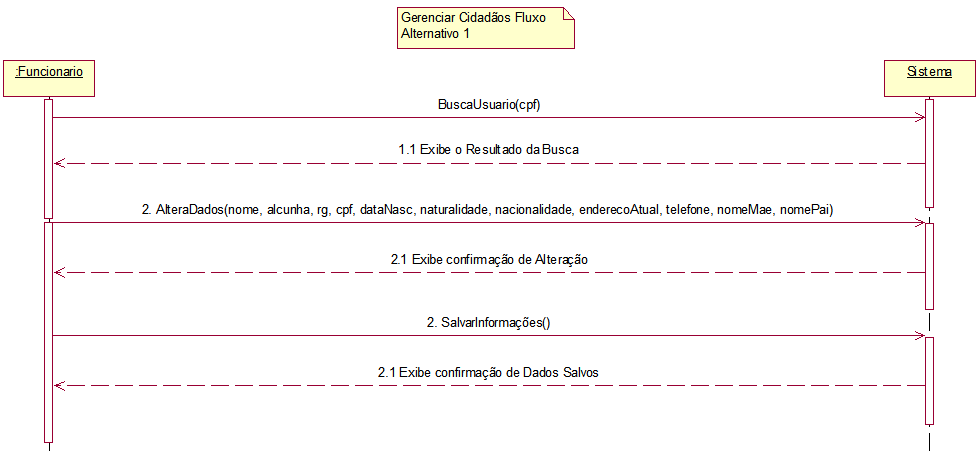 Gerenciar Cidadãos Fluxo
Alternativo 1
:Funcionario
Sistema
BuscaUsuario(cpf)
1.1 Exibe o Resultado da Busca
2. AlteraDados(nome, alcunha, rg, cpf, dataNasc, naturalidade, nacionalidade, enderecoAtual, telefone, nomeMae, nomePai)
2.1 Exibe confirmação de Alteração
2. SalvarInformações()
2.1 Exibe confirmação de Dados Salvos